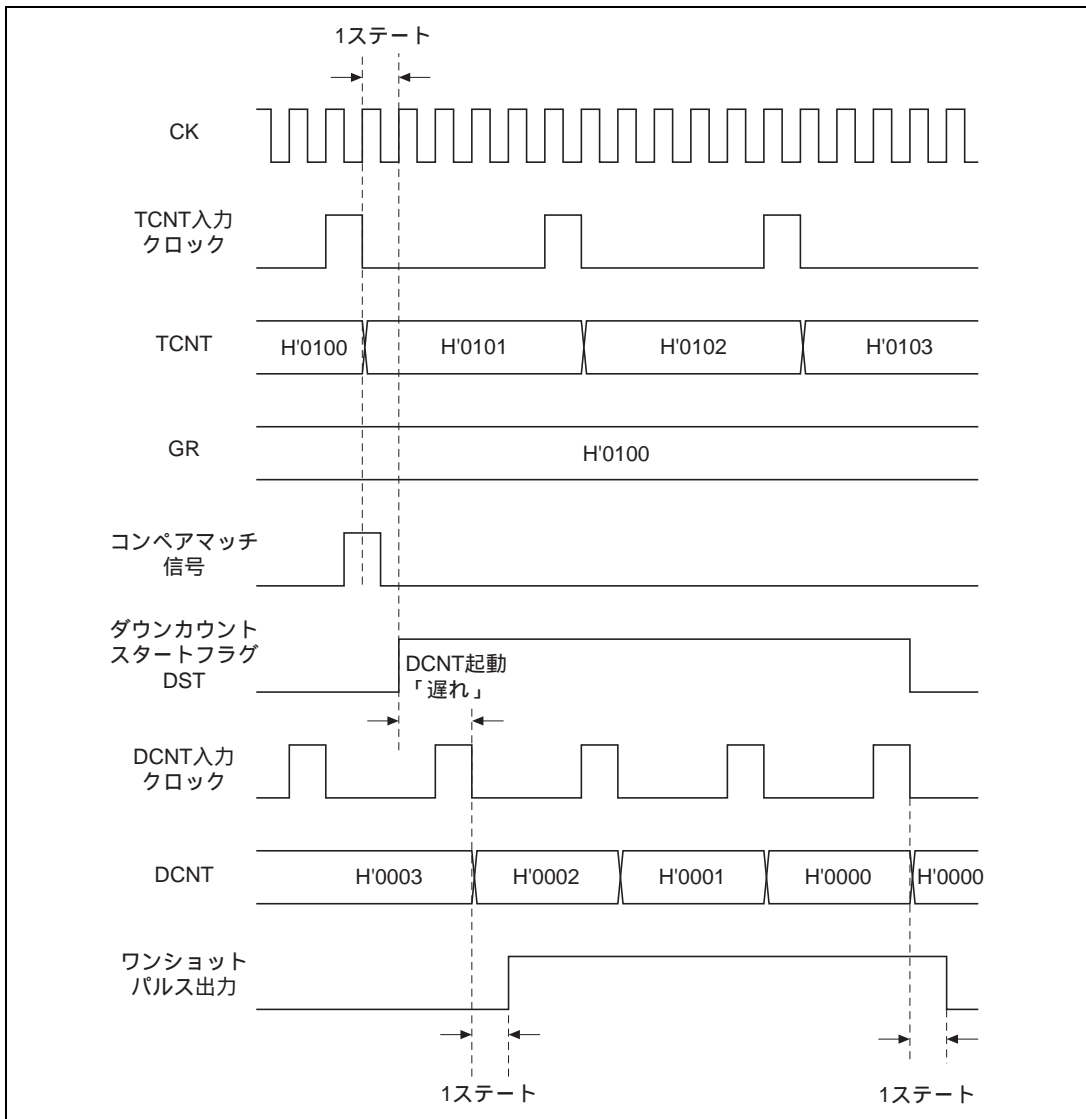 1ステート
CK
TCNT入力
クロック
TCNT
H'0100
H'0101
H'0102
H'0103
GR
H'0100
コンペアマッチ
信号
ダウンカウント
スタートフラグ
DST
DCNT起動
「遅れ」
DCNT入力
クロック
DCNT
H'0003
H'0002
H'0001
H'0000
H'0000
ワンショット
パルス出力
1ステート
1ステート